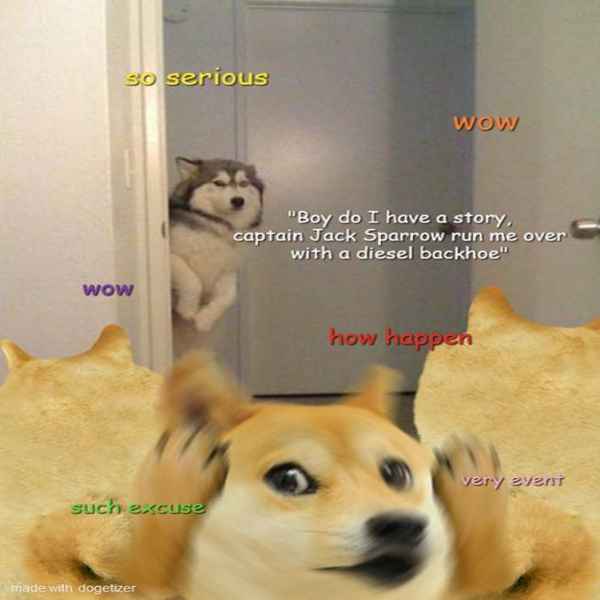 so serious
wow
"Boy do I have a story,
captain Jack Sparrow run me over
with a diesel backhoe"
wow
how happen
very event
such excuse
made with dogetizer